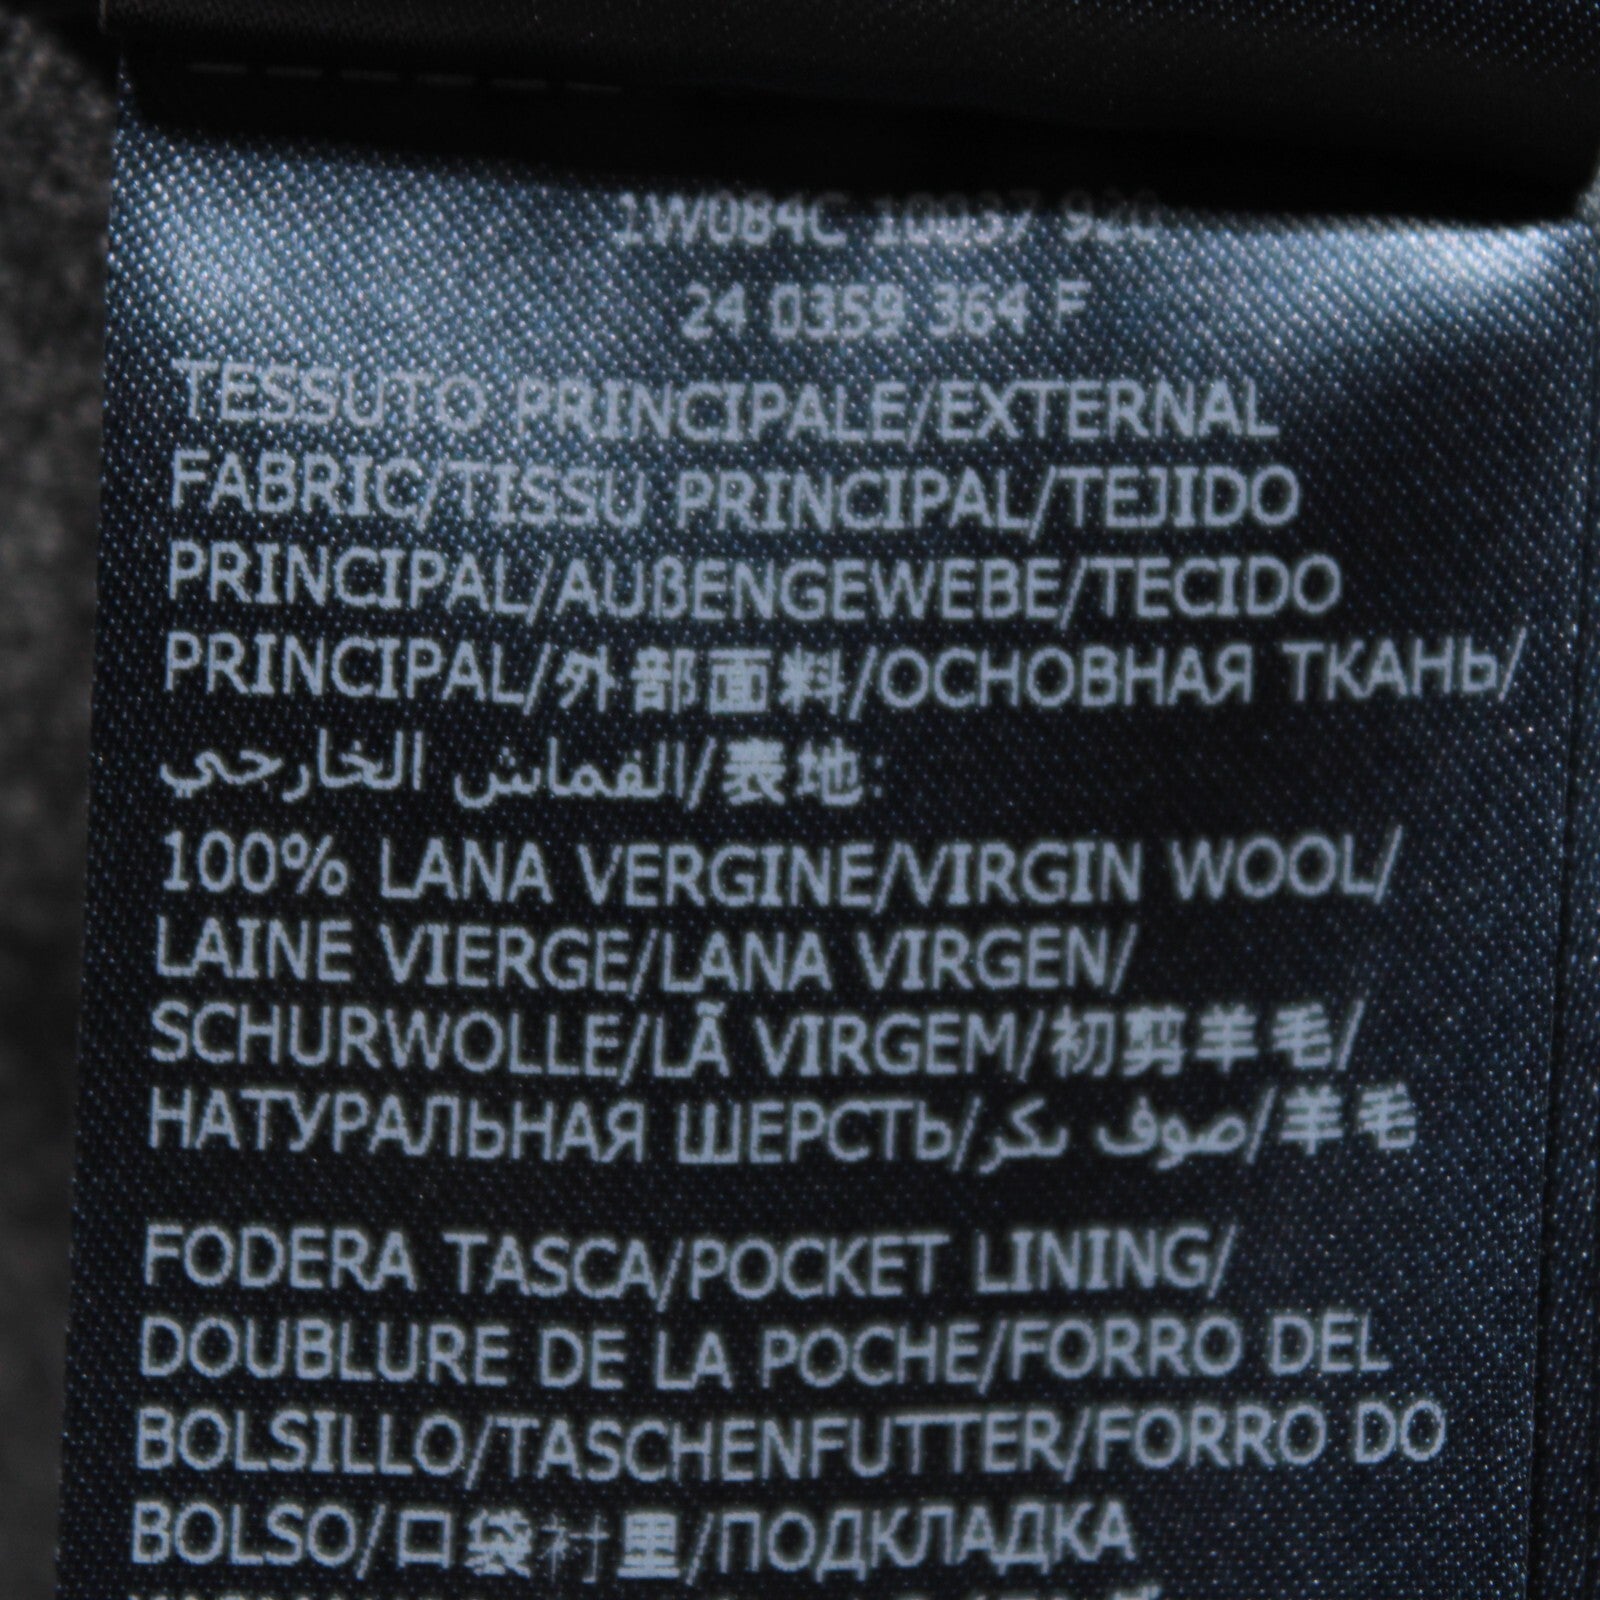 1W084C 10037 920
24 0359 364 F
TESSUTO PRINCIPALE/EXTERNAL
FABRIC/TISSU PRINCIPAL/TEJIDO
PRINCIPAL/AUßENGEWEBE/TECIDO
PRINCIPAL/外部面料/ОСНОВНАЯ ТКАНЬ/
القماش الخارجي/表地:
100% LANA VERGINE/VIRGIN WOOL/
LAINE VIERGE/LANA VIRGEN/
SCHURWOLLE/LÃ VIRGEM/初剪羊毛/
НАТУРАЛЬНАЯ ШЕРСТЬ/صوف بكر/羊毛
FODERA TASCA/POCKET LINING/
DOUBLURE DE LA POCHE/FORRO DEL
BOLSILLO/TASCHENFUTTER/FORRO DO
BOLSO/口袋衬里/ПОДКЛАДКА